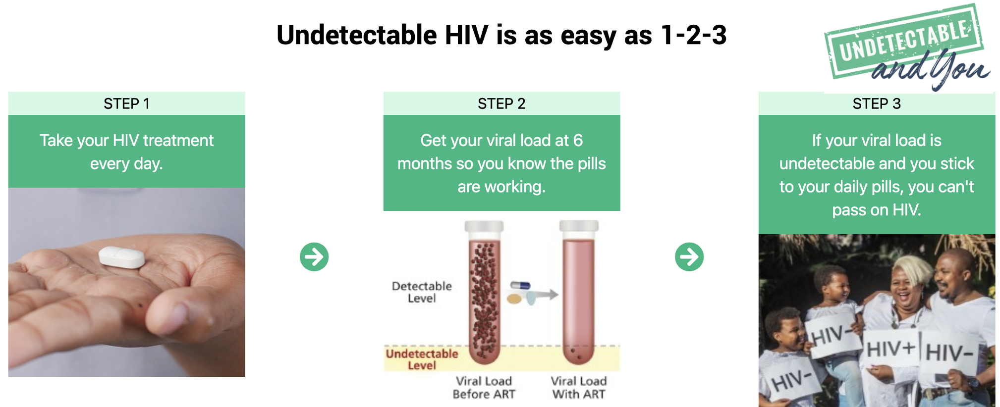 Undetectable HIV is as easy as 1-2-3
UNDETECTABLE
and You
STEP 1
Take your HIV treatment
every day.
STEP 2
Get your viral load at 6
months so you know the pills
are working.
Detectable
Level
Undetectable
Level
Viral Load
Before ART
Viral Load
With ART
STEP 3
If your viral load is
undetectable and you stick
to your daily pills, you can't
pass on HIV.
HIV-
HIV+
HIV-
HIV-